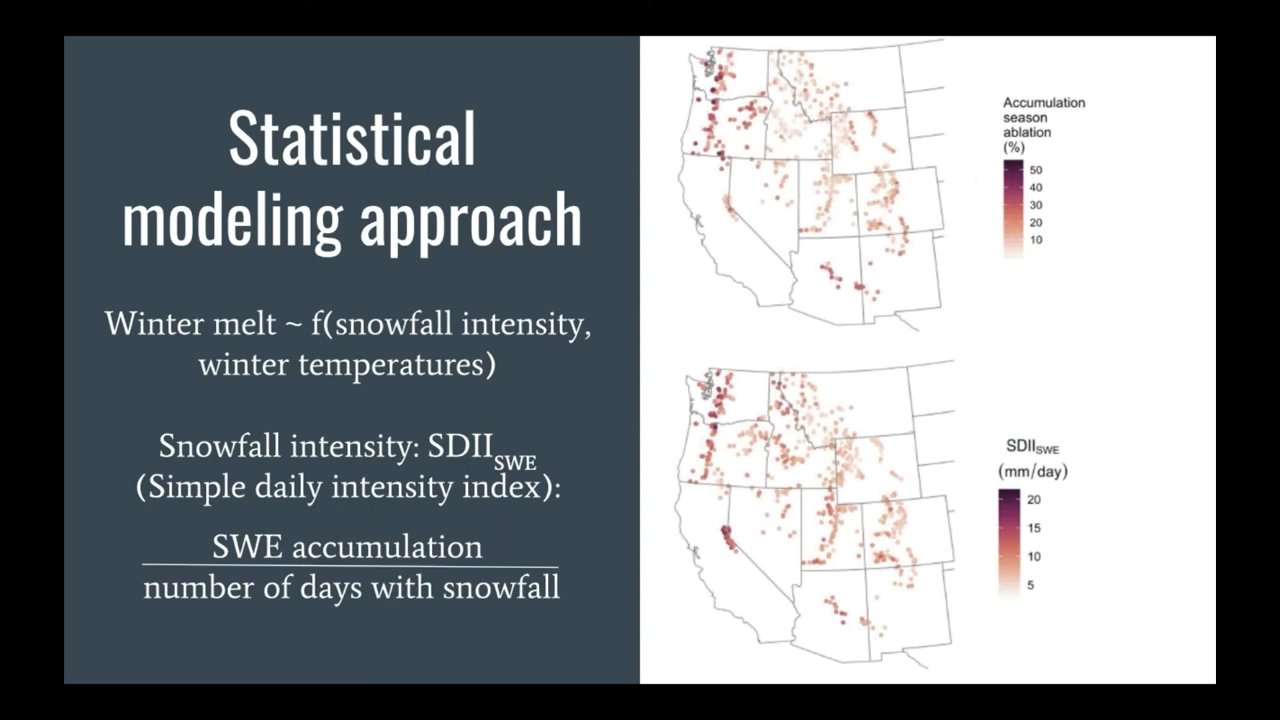 Statistical
modeling approach
Winter melt ~ f(snowfall intensity,
winter temperatures)
Snowfall intensity: SDII_SWE
(Simple daily intensity index):
SWE accumulation
number of days with snowfall
Accumulation
season
ablation
(%)
50
40
30
20
10
SDII_SWE
(mm/day)
20
15
10
5